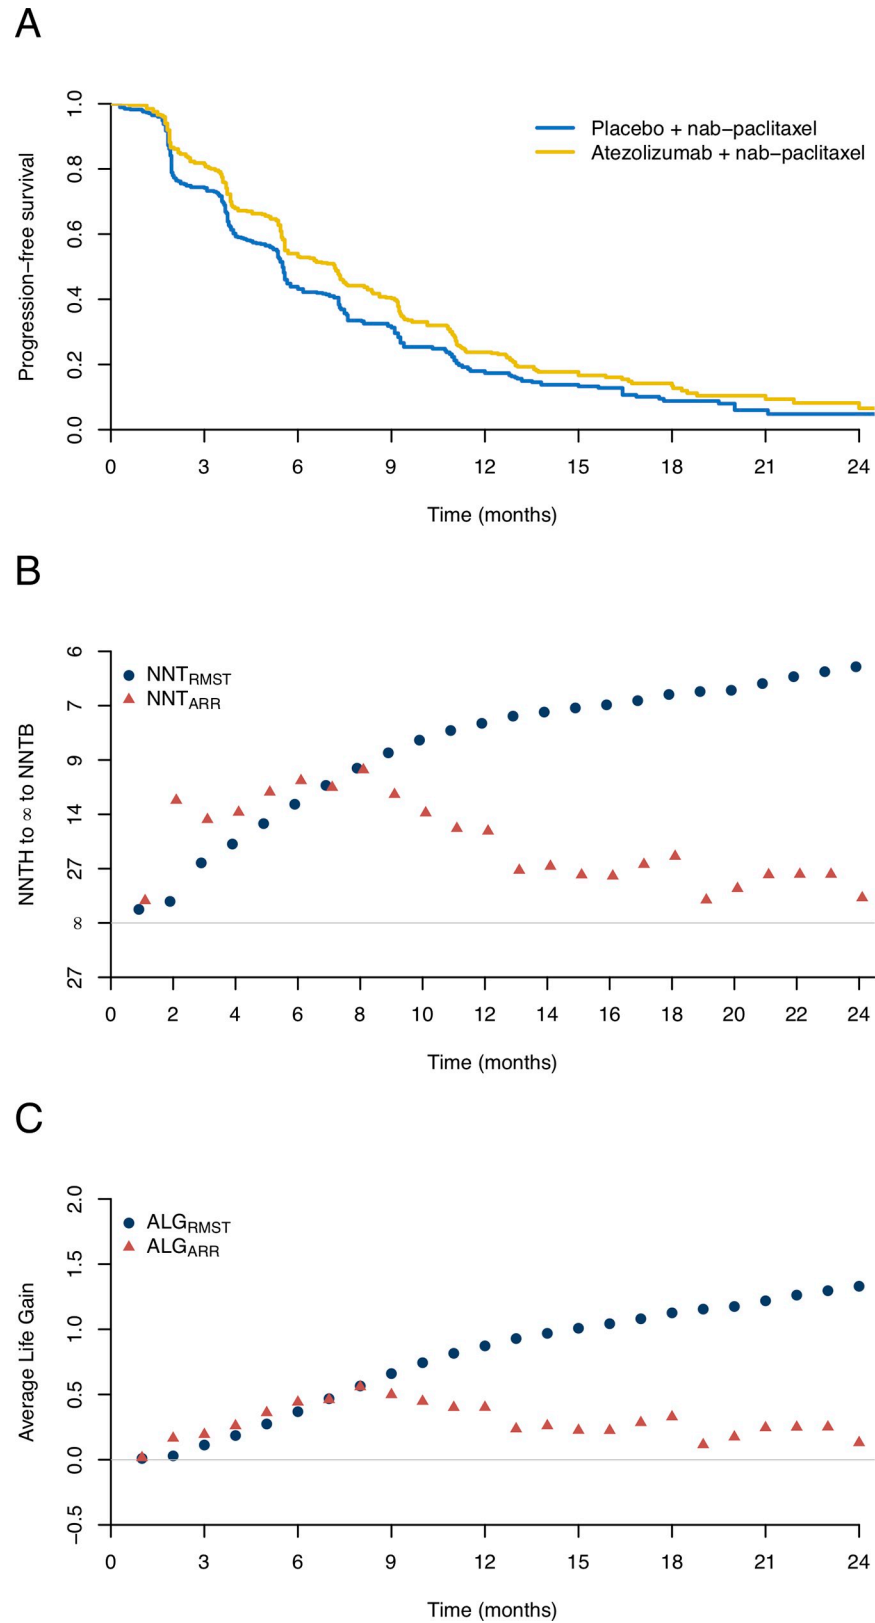 A
Progression−free survival
1.0
0.8
0.6
0.4
0.2
0.0
Placebo + nab−paclitaxel
Atezolizumab + nab−paclitaxel
0 3 6 9 12 15 18 21 24
Time (months)
B
NNTH to ∞ to NNTB
6
7
9
14
27
∞
27
NNTRMST
NNTARR
0 2 4 6 8 10 12 14 16 18 20 22 24
Time (months)
C
Average Life Gain
2.0
1.5
1.0
0.5
0.0
−0.5
ALGRMST
ALGARR
0 3 6 9 12 15 18 21 24
Time (months)